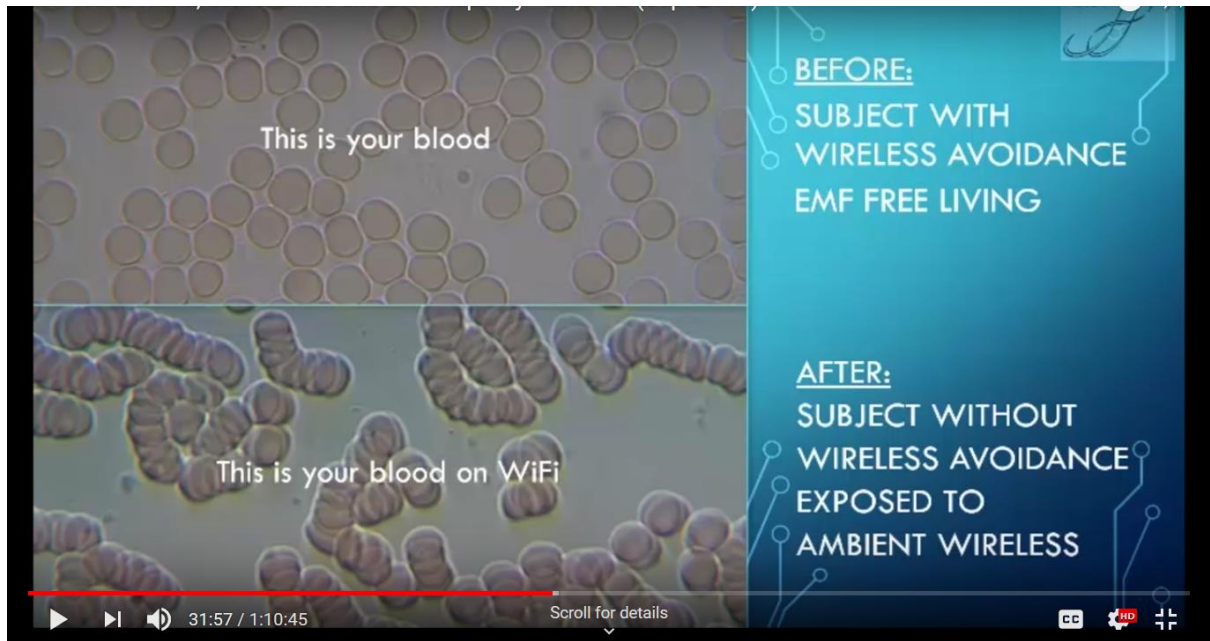 This is your blood
This is your blood on WiFi
BEFORE:
SUBJECT WITH
WIRELESS AVOIDANCE
EMF FREE LIVING
AFTER:
SUBJECT WITHOUT
WIRELESS AVOIDANCE
EXPOSED TO
AMBIENT WIRELESS
31:57 / 1:10:45
Scroll for details
CC
HD